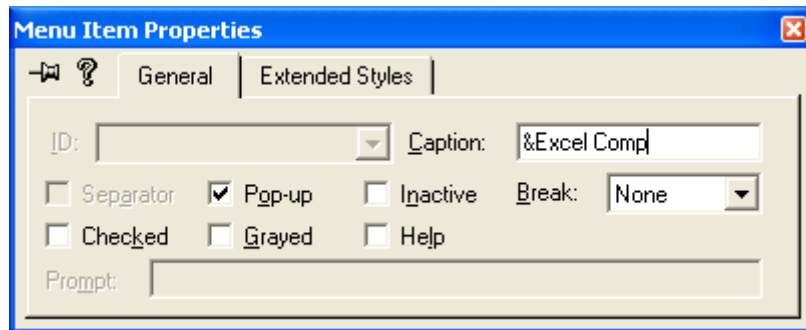 Menu Item Properties
General Extended Styles
ID: Caption: &Excel Comp
Separator Pop-up Inactive Break: None
Checked Grayed Help
Prompt: